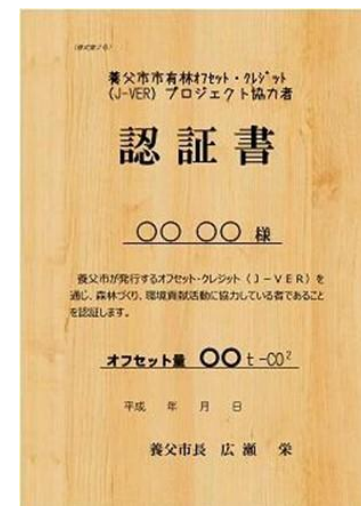 (様式第2号)
養父市市有林オフセット・クレジット
(J-VER) プロジェクト協力者
認証書
〇〇 〇〇 様
養父市が発行するオフセット・クレジット（J－VER）を
通じ、森林づくり、環境貢献活動に協力している者であること
を認証します。
オフセット量 〇〇t-CO²
平成　年　月　日
養父市長 広瀬 栄